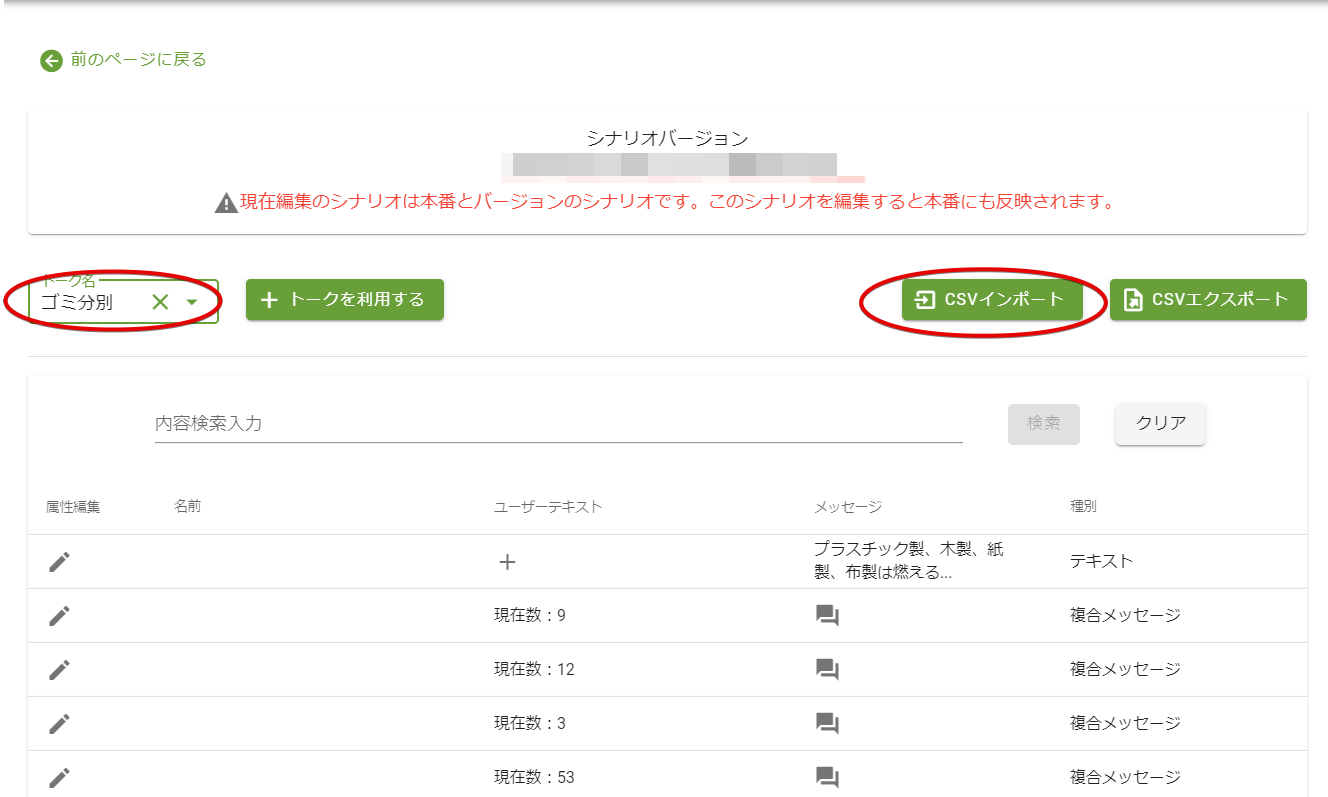 前のページに戻る
シナリオバージョン
現在編集のシナリオは本番とバージョンのシナリオです。このシナリオを編集すると本番にも反映されます。
トーク名
ゴミ分別
トークを利用する
CSVインポート
CSVエクスポート
内容検索入力
検索
クリア
属性編集 名前 ユーザーテキスト メッセージ 種別
プラスチック製、木製、紙
製、布製は燃える...
テキスト
現在数：9 複合メッセージ
現在数：12 複合メッセージ
現在数：3 複合メッセージ
現在数：53 複合メッセージ